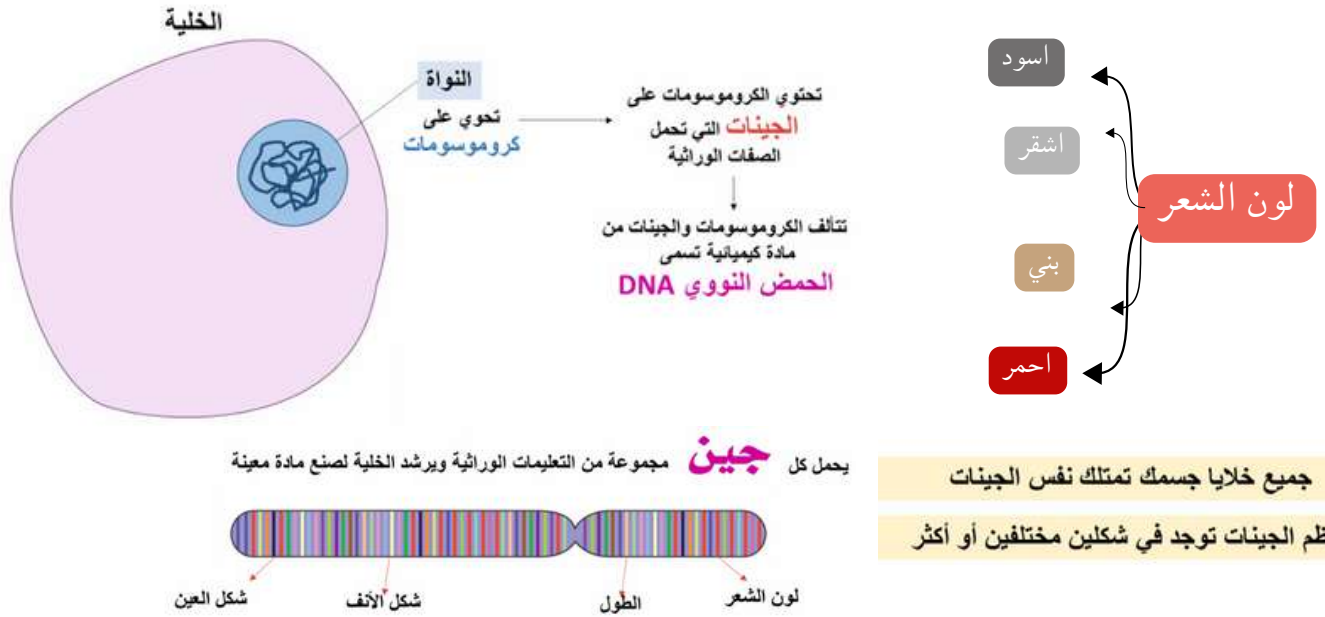 الخلية
النواة
تحوي على
كروموسومات
تحتوي الكروموسومات على
الجينات التي تحمل
الصفات الوراثية
تتألف الكروموسومات والجينات من
مادة كيميائية تسمى
الحمض النووي DNA
لون الشعر
اسود
اشقر
بني
احمر
يحمل كل جين مجموعة من التعليمات الوراثية ويرشد الخلية لصنع مادة معينة
لون الشعر
الطول
شكل الأنف
شكل العين
جميع خلايا جسمك تمتلك نفس الجينات
ظم الجينات توجد في شكلين مختلفين أو أكثر